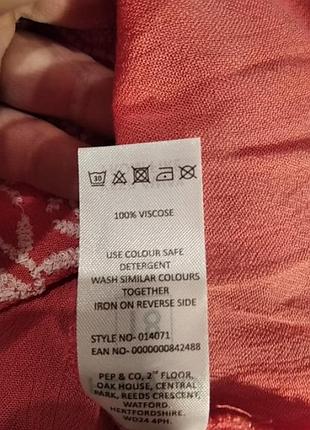 30
100% VISCOSE
USE COLOUR SAFE
DETERGENT
WASH SIMILAR COLOURS
TOGETHER
IRON ON REVERSE SIDE
STYLE NO- 014071
EAN NO- 0000000842488
PEP & CO, 2ⁿᵈ FLOOR,
OAK HOUSE, CENTRAL
PARK, REEDS CRESCENT,
WATFORD
HERTFORDSHIRE,
WD24 4PH.